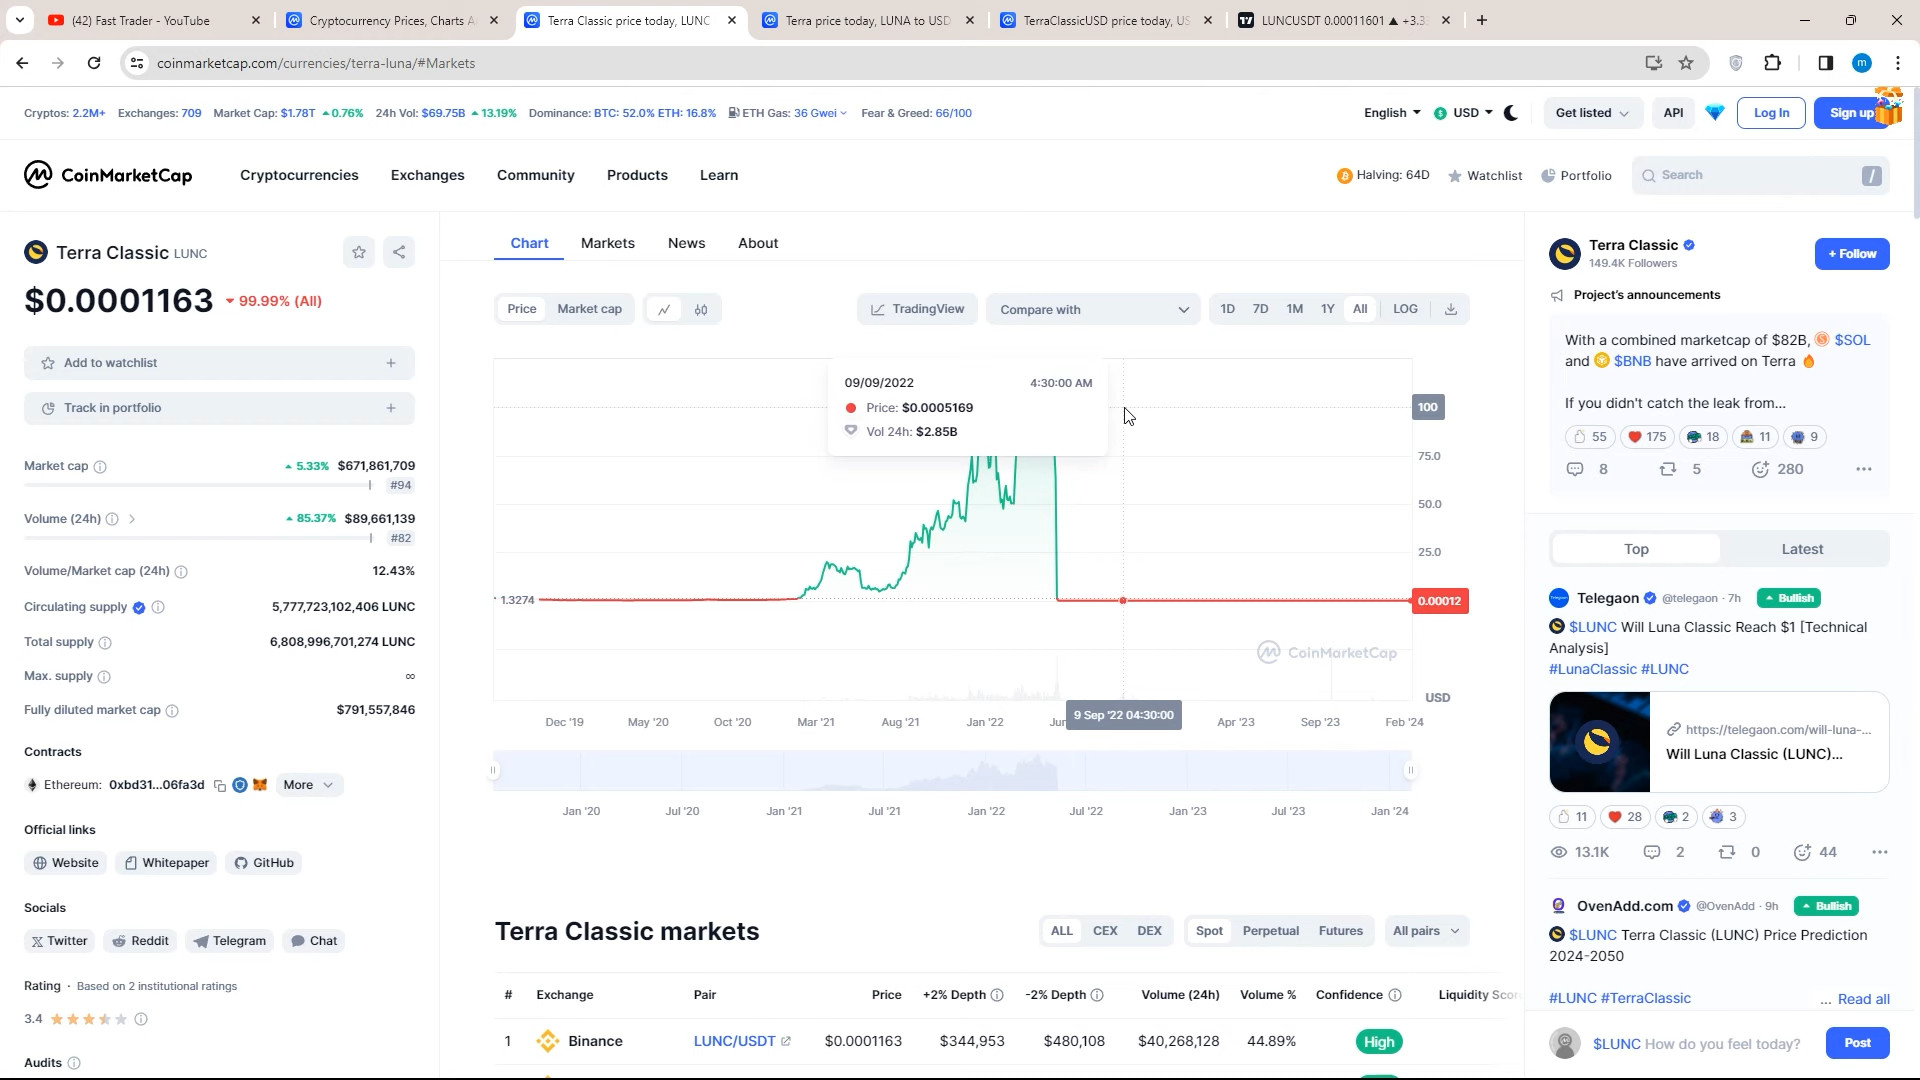 (42) Fast Trader - YouTube
Cryptocurrency Prices, Charts A
Terra Classic price today, LUNC
Terra price today, LUNA to USD
TerraClassicUSD price today, US
LUNCUSDT 0.00011601 ▲ +3.3
coinmarketcap.com/currencies/terra-luna/#Markets
m
Cryptos: 2.2M+ Exchanges: 709 Market Cap: $1.78T 0.76% 24h Vol: $69.75B 13.19% Dominance: BTC: 52.0% ETH: 16.8% ETH Gas: 36 Gwei Fear & Greed: 66/100
English USD Get listed API Log In Sign up
CoinMarketCap
Cryptocurrencies Exchanges Community Products Learn
Halving: 64D Watchlist Portfolio Search /
Terra Classic LUNC
$0.0001163 99.99% (All)
Add to watchlist +
Track in portfolio +
Market cap 5.33% $671,861,709
#94
Volume (24h) 85.37% $89,661,139
#82
Volume/Market cap (24h) 12.43%
Circulating supply 5,777,723,102,406 LUNC
Total supply 6,808,996,701,274 LUNC
Max. supply ∞
Fully diluted market cap $791,557,846
Contracts
Ethereum: 0xbd31...06fa3d More
Official links
Website Whitepaper GitHub
Socials
Twitter Reddit Telegram Chat
Rating · Based on 2 institutional ratings
3.4
Audits
Chart Markets News About
Price Market cap TradingView Compare with 1D 7D 1M 1Y All LOG
09/09/2022 4:30:00 AM
Price: $0.0005169
Vol 24h: $2.85B
100
75.0
50.0
25.0
1.3274
0.00012
CoinMarketCap
USD
Dec '19 May '20 Oct '20 Mar '21 Aug '21 Jan '22 Jun 9 Sep '22 04:30:00 Apr '23 Sep '23 Feb '24
Jan '20 Jul '20 Jan '21 Jul '21 Jan '22 Jul '22 Jan '23 Jul '23 Jan '24
Terra Classic markets
ALL CEX DEX Spot Perpetual Futures All pairs
# Exchange Pair Price +2% Depth -2% Depth Volume (24h) Volume % Confidence Liquidity Scor
1 Binance LUNC/USDT $0.0001163 $344,953 $480,108 $40,268,128 44.89% High
Terra Classic
149.4K Followers
+ Follow
Project's announcements
With a combined marketcap of $82B, $SOL
and $BNB have arrived on Terra
If you didn't catch the leak from...
55 175 18 11 9
8 5 280 ...
Top Latest
Telegaon @telegaon · 7h Bullish
$LUNC Will Luna Classic Reach $1 [Technical
Analysis]
#LunaClassic #LUNC
https://telegaon.com/will-luna-...
Will Luna Classic (LUNC)...
11 28 2 3
13.1K 2 0 44 ...
OvenAdd.com @OvenAdd · 9h Bullish
$LUNC Terra Classic (LUNC) Price Prediction
2024-2050
#LUNC #TerraClassic ... Read all
$LUNC How do you feel today? Post